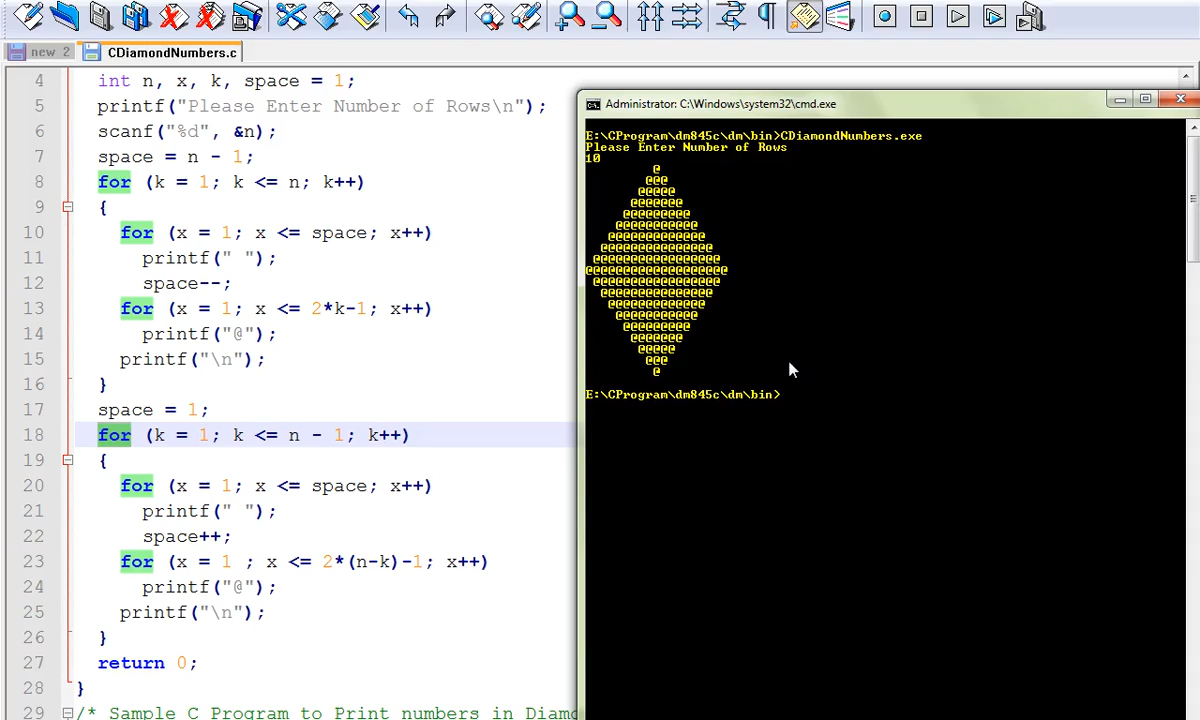 new 2
CDiamondNumbers.c
4 int n, x, k, space = 1;
5 printf("Please Enter Number of Rows\n");
6 scanf("%d", &n);
7 space = n - 1;
8 for (k = 1; k <= n; k++)
9 {
10 for (x = 1; x <= space; x++)
11 printf(" ");
12 space--;
13 for (x = 1; x <= 2*k-1; x++)
14 printf("@");
15 printf("\n");
16 }
17 space = 1;
18 for (k = 1; k <= n - 1; k++)
19 {
20 for (x = 1; x <= space; x++)
21 printf(" ");
22 space++;
23 for (x = 1 ; x <= 2*(n-k)-1; x++)
24 printf("@");
25 printf("\n");
26 }
27 return 0;
28 }
29 /* Sample C Program to Print numbers in Diamo
Administrator: C:\Windows\system32\cmd.exe
E:\CProgram\dm845c\dm\bin>CDiamondNumbers.exe
Please Enter Number of Rows
10
@
@@@
@@@@@
@@@@@@@
@@@@@@@@@
@@@@@@@@@@@
@@@@@@@@@@@@@
@@@@@@@@@@@@@@@
@@@@@@@@@@@@@@@@@
@@@@@@@@@@@@@@@@@@@
@@@@@@@@@@@@@@@@@
@@@@@@@@@@@@@@@
@@@@@@@@@@@@@
@@@@@@@@@@@
@@@@@@@@@
@@@@@@@
@@@@@
@@@
@
E:\CProgram\dm845c\dm\bin>